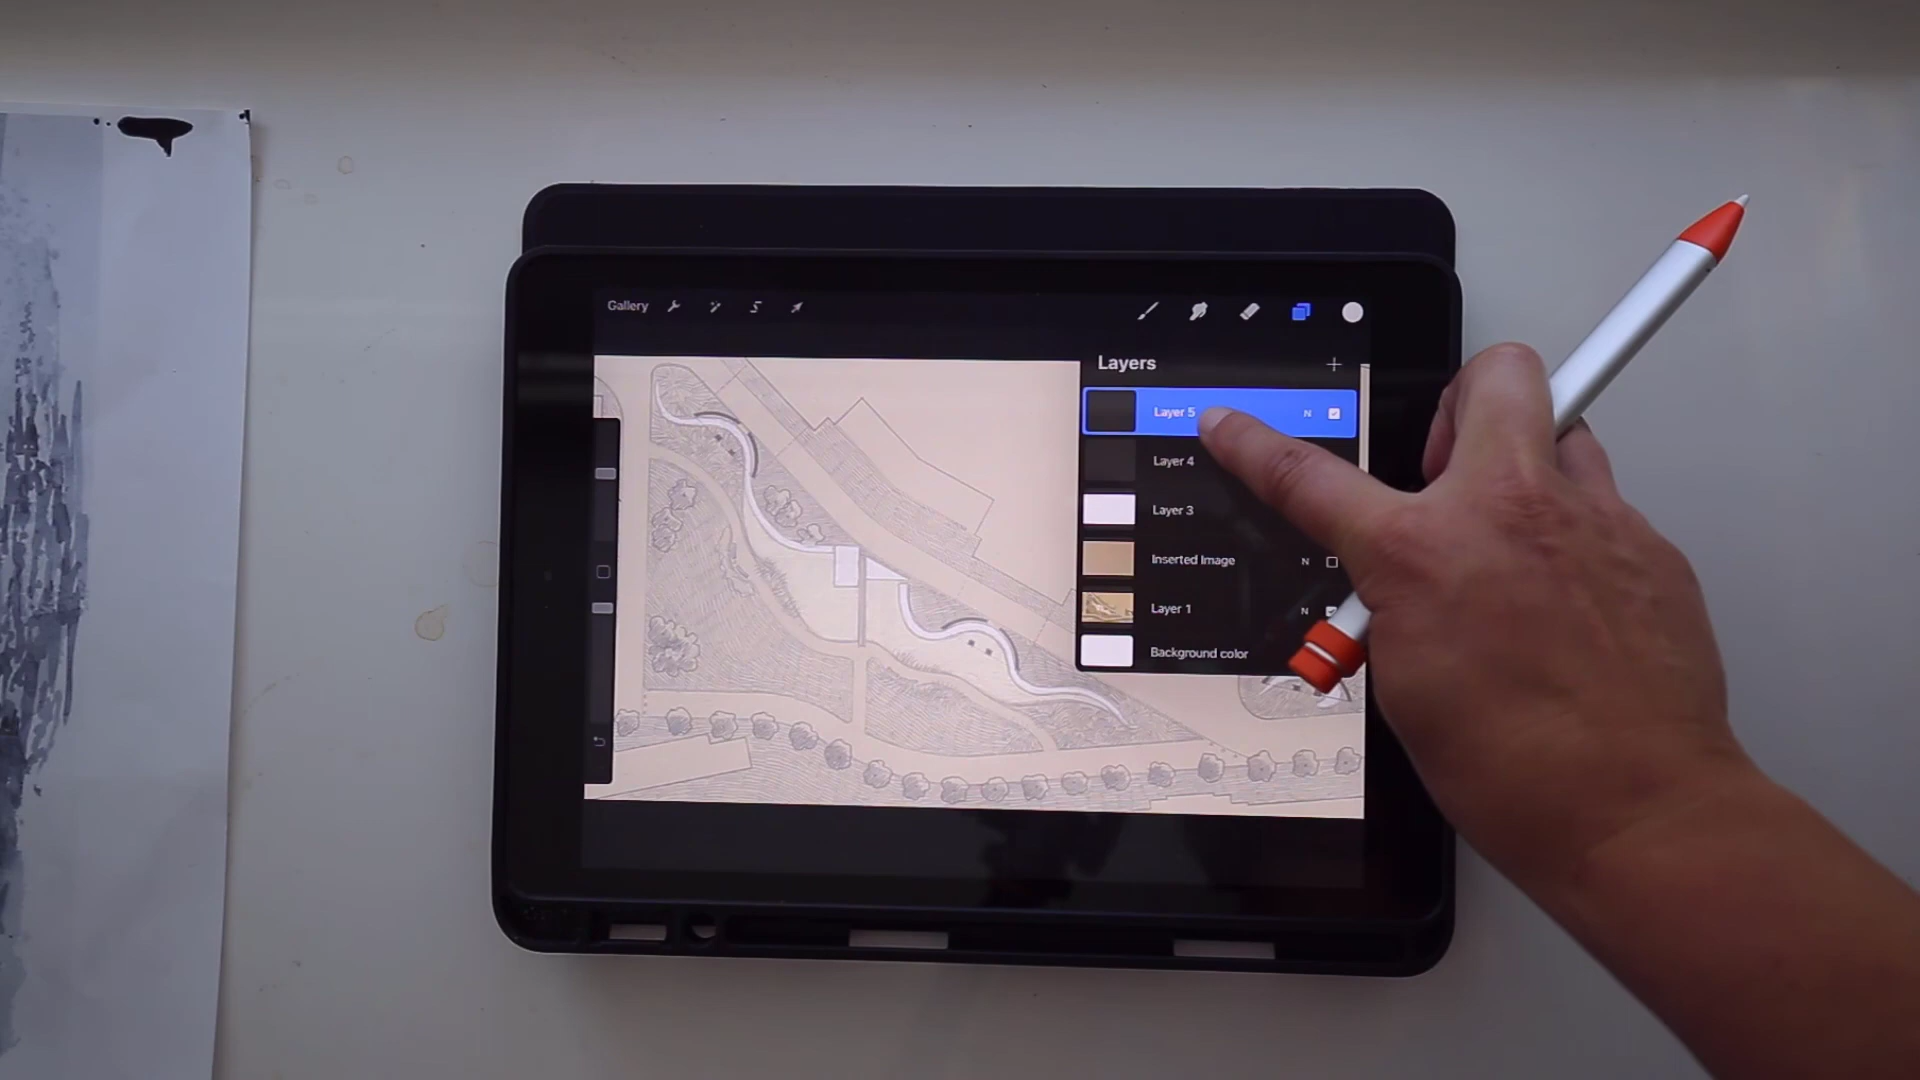 Gallery
Layers
Layer 5 N
Layer 4
Layer 3
Inserted Image N
Layer 1 N
Background color